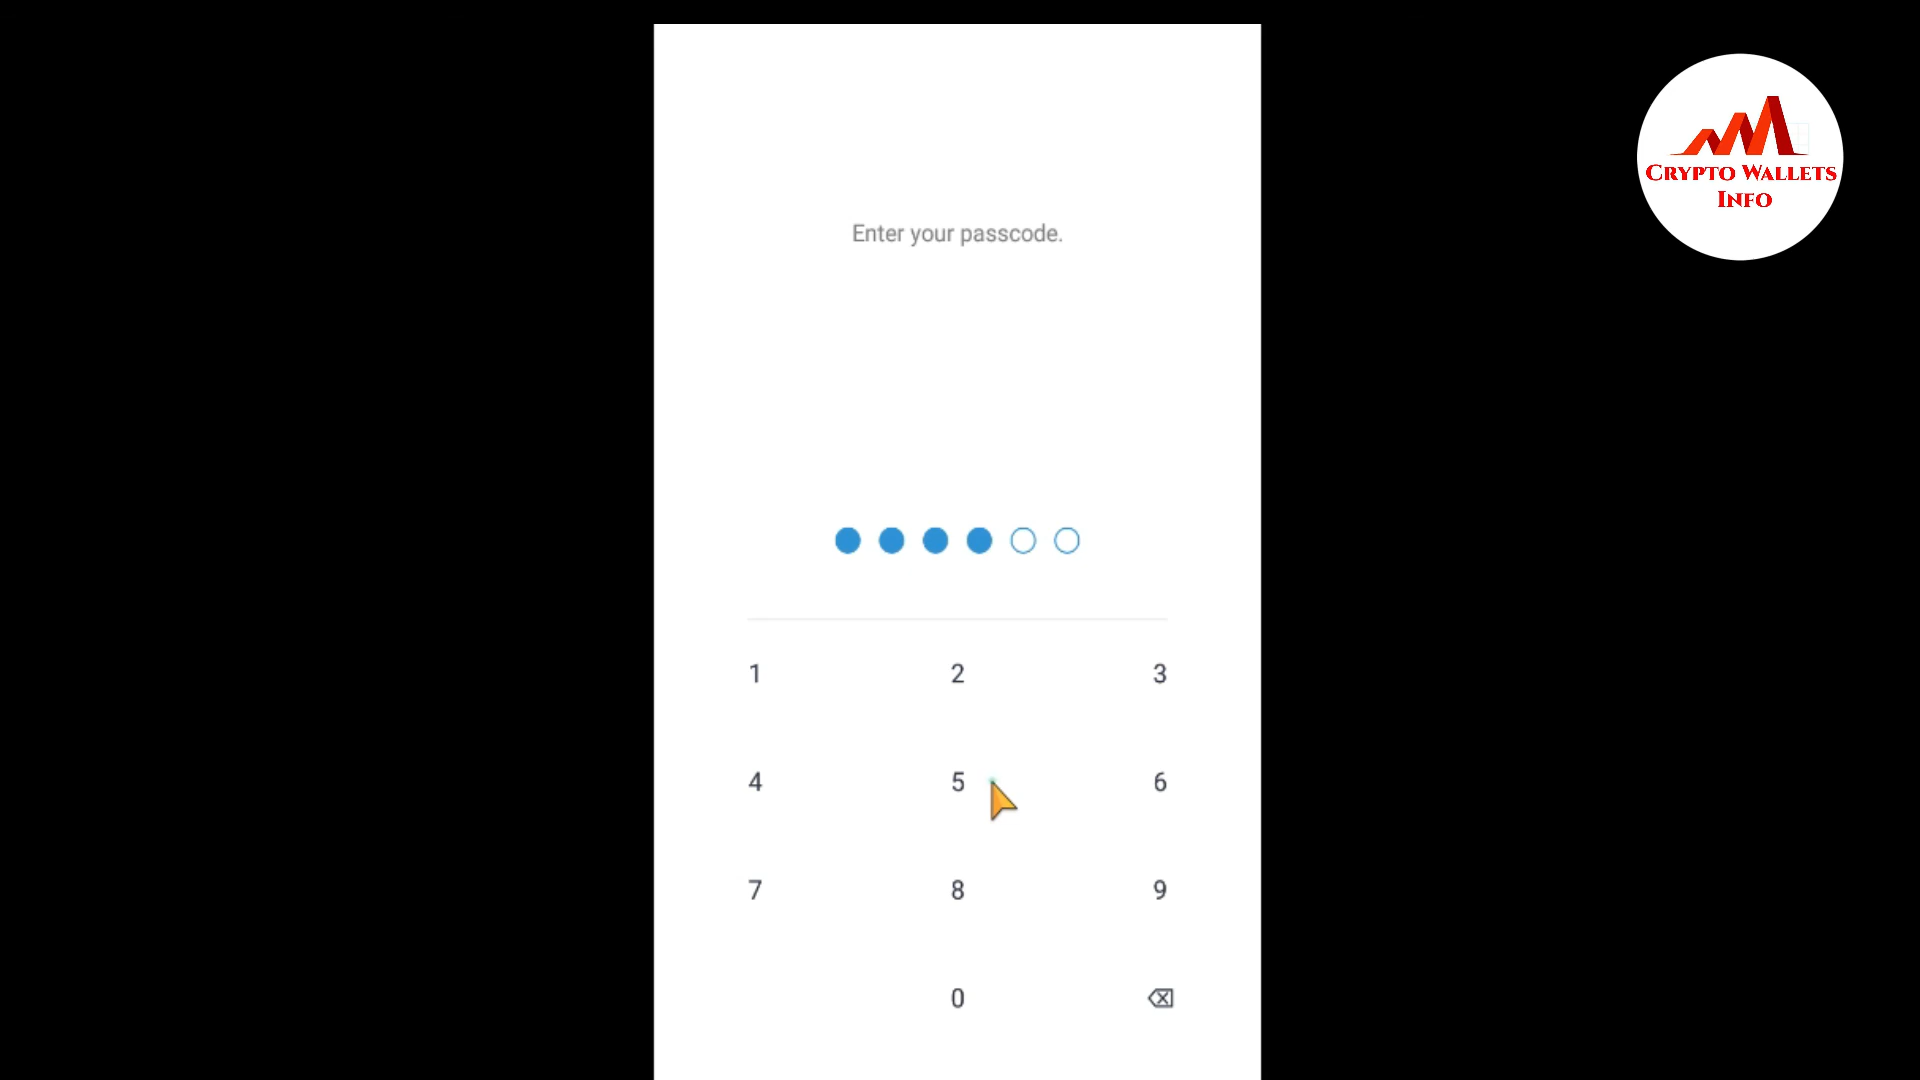 Enter your passcode.
1 2 3
4 5 6
7 8 9
0
CRYPTO WALLETS
INFO